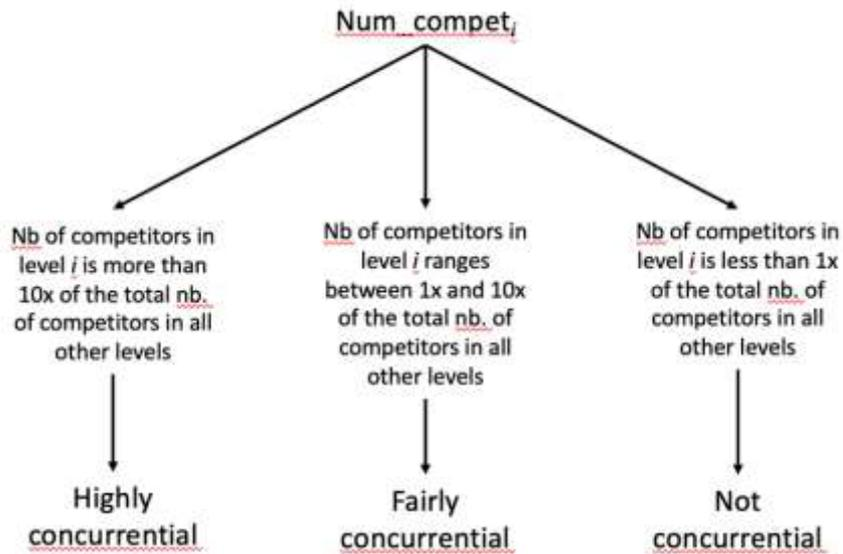 Num_compet i
Nb of competitors in
level i is more than
10x of the total nb.
of competitors in all
other levels
Nb of competitors in
level i ranges
between 1x and 10x
of the total nb. of
competitors in all
other levels
Nb of competitors in
level i is less than 1x
of the total nb. of
competitors in all
other levels
Highly
concurrential
Fairly
concurrential
Not
concurrential